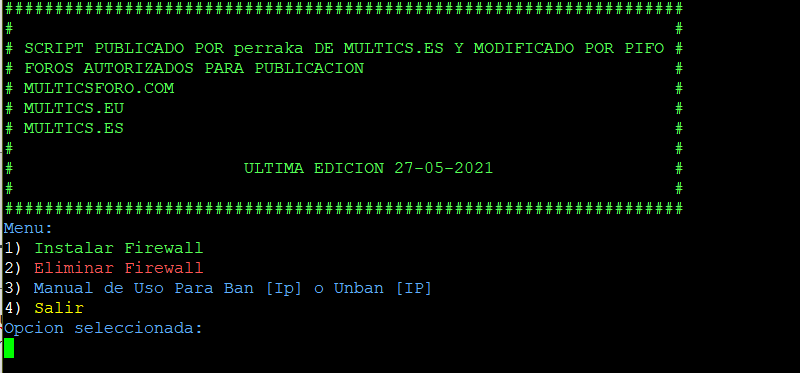 ####################################################################
# #
# SCRIPT PUBLICADO POR perraka DE MULTICS.ES Y MODIFICADO POR PIFO #
# FOROS AUTORIZADOS PARA PUBLICACION #
# MULTICSFORO.COM #
# MULTICS.EU #
# MULTICS.ES #
# #
# ULTIMA EDICION 27-05-2021 #
# #
####################################################################
Menu:
1) Instalar Firewall
2) Eliminar Firewall
3) Manual de Uso Para Ban [Ip] o Unban [IP]
4) Salir
Opcion seleccionada: